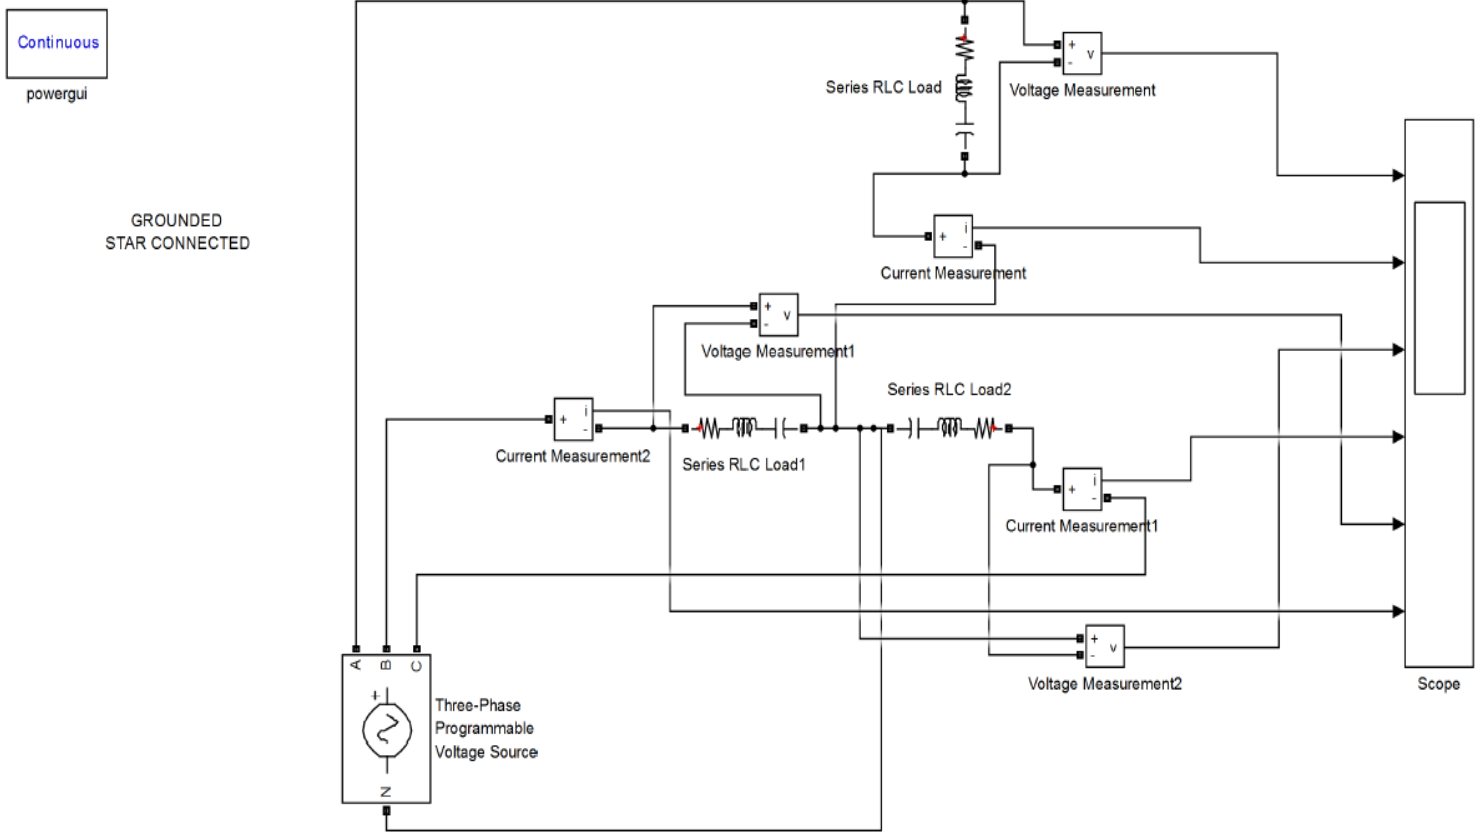 Continuous
powergui
GROUNDED
STAR CONNECTED
Series RLC Load
+
-
v
Voltage Measurement
+
i
-
Current Measurement
+
-
v
Voltage Measurement1
Series RLC Load2
+
i
-
Current Measurement2
Series RLC Load1
+
i
-
Current Measurement1
+
-
v
Voltage Measurement2
Scope
A
B
C
+
N
Three-Phase
Programmable
Voltage Source